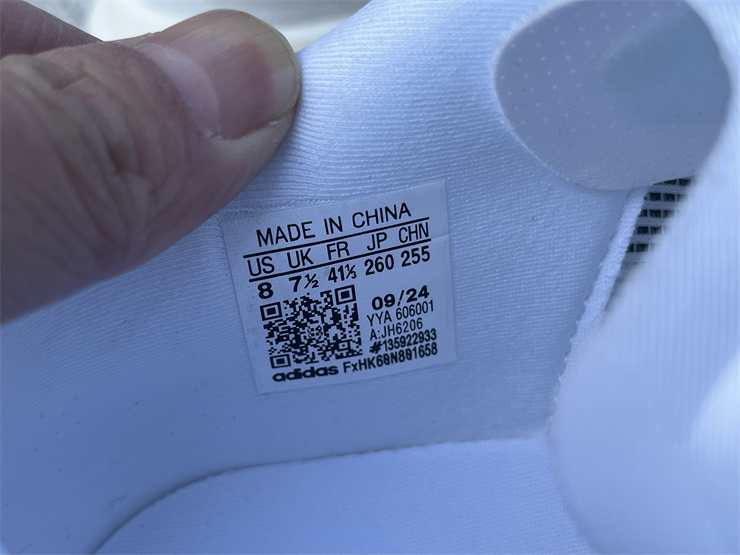 MADE IN CHINA
US UK FR JP CHN
8 7½ 41⅓ 260 255
09/24
YYA 606001
A:JH6206
#135922933
adidas